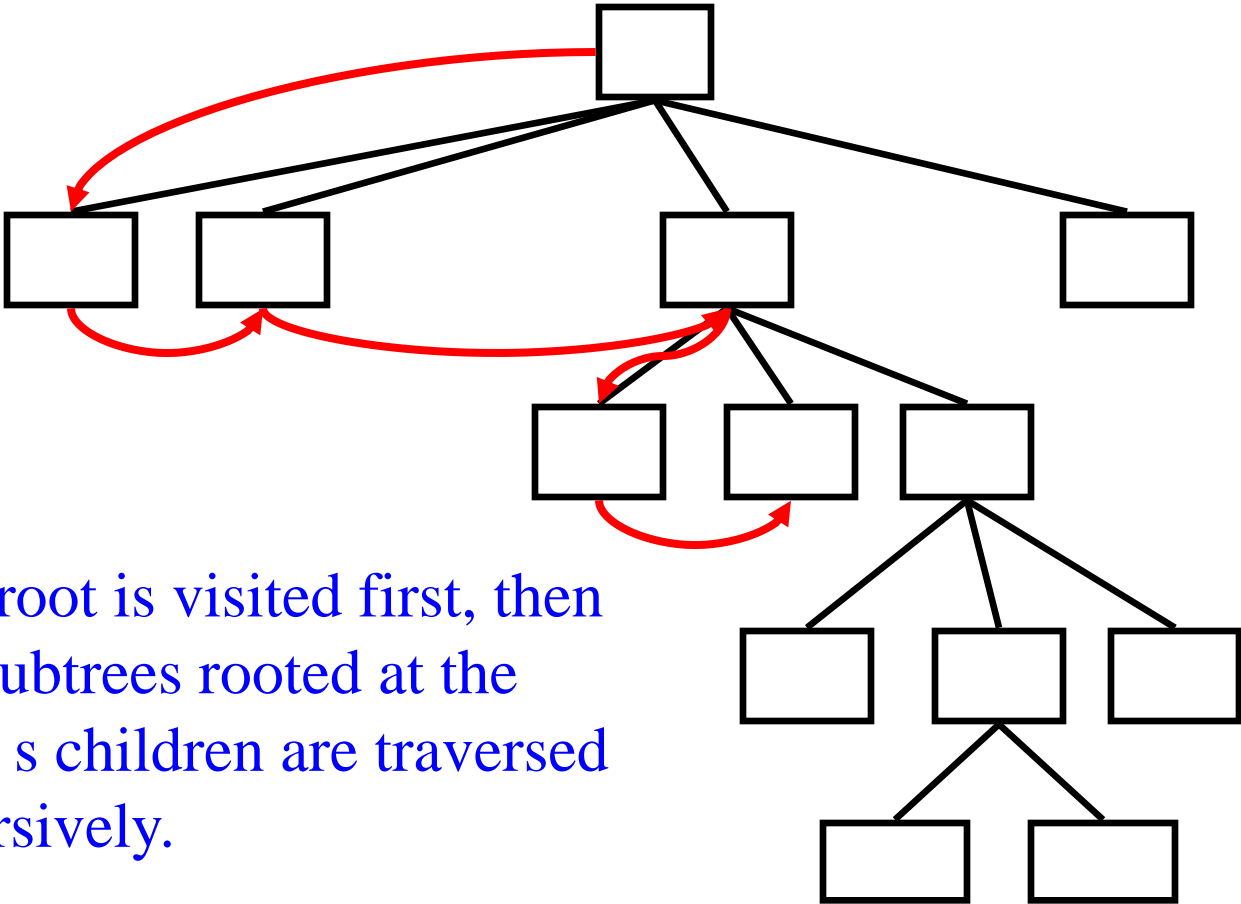 root is visited first, then
ubtrees rooted at the
s children are traversed
rsively.